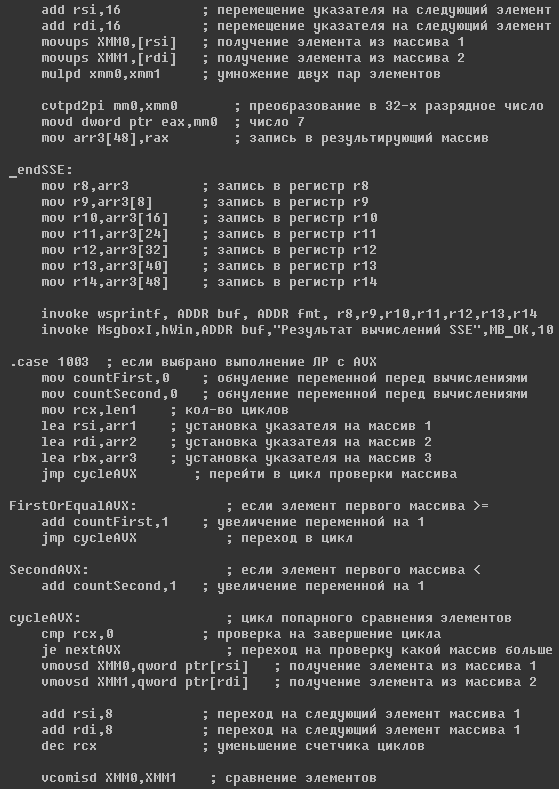 add rsi,16 ; перемещение указателя на следующий элемент
add rdi,16 ; перемещение указателя на следующий элемент
movups XMM0,[rsi] ; получение элемента из массива 1
movups XMM1,[rdi] ; получение элемента из массива 2
mulpd xmm0,xmm1 ; умножение двух пар элементов
cvtpd2pi mm0,xmm0 ; преобразование в 32-х разрядное число
movd dword ptr eax,mm0 ; число 7
mov arr3[48],rax ; запись в результирующий массив
_endSSE:
mov r8,arr3 ; запись в регистр r8
mov r9,arr3[8] ; запись в регистр r9
mov r10,arr3[16] ; запись в регистр r10
mov r11,arr3[24] ; запись в регистр r11
mov r12,arr3[32] ; запись в регистр r12
mov r13,arr3[40] ; запись в регистр r13
mov r14,arr3[48] ; запись в регистр r14
invoke wsprintf, ADDR buf, ADDR fmt, r8,r9,r10,r11,r12,r13,r14
invoke MsgboxI,hWin,ADDR buf,"Результат вычислений SSE",MB_OK,10
.case 1003 ; если выбрано выполнение ЛР с AVX
mov countFirst,0 ; обнуление переменной перед вычислениями
mov countSecond,0 ; обнуление переменной перед вычислениями
mov rcx,len1 ; кол-во циклов
lea rsi,arr1 ; установка указателя на массив 1
lea rdi,arr2 ; установка указателя на массив 2
lea rbx,arr3 ; установка указателя на массив 3
jmp cycleAVX ; перейти в цикл проверки массива
FirstOrEqualAVX: ; если элемент первого массива >=
add countFirst,1 ; увеличение переменной на 1
jmp cycleAVX ; переход в цикл
SecondAVX: ; если элемент первого массива <
add countSecond,1 ; увеличение переменной на 1
cycleAVX: ; цикл попарного сравнения элементов
cmp rcx,0 ; проверка на завершение цикла
je nextAVX ; переход на проверку какой массив больше
vmovsd XMM0,qword ptr[rsi] ; получение элемента из массива 1
vmovsd XMM1,qword ptr[rdi] ; получение элемента из массива 2
add rsi,8 ; переход на следующий элемент массива 1
add rdi,8 ; переход на следующий элемент массива 1
dec rcx ; уменьшение счетчика циклов
vcomisd XMM0,XMM1 ; сравнение элементов